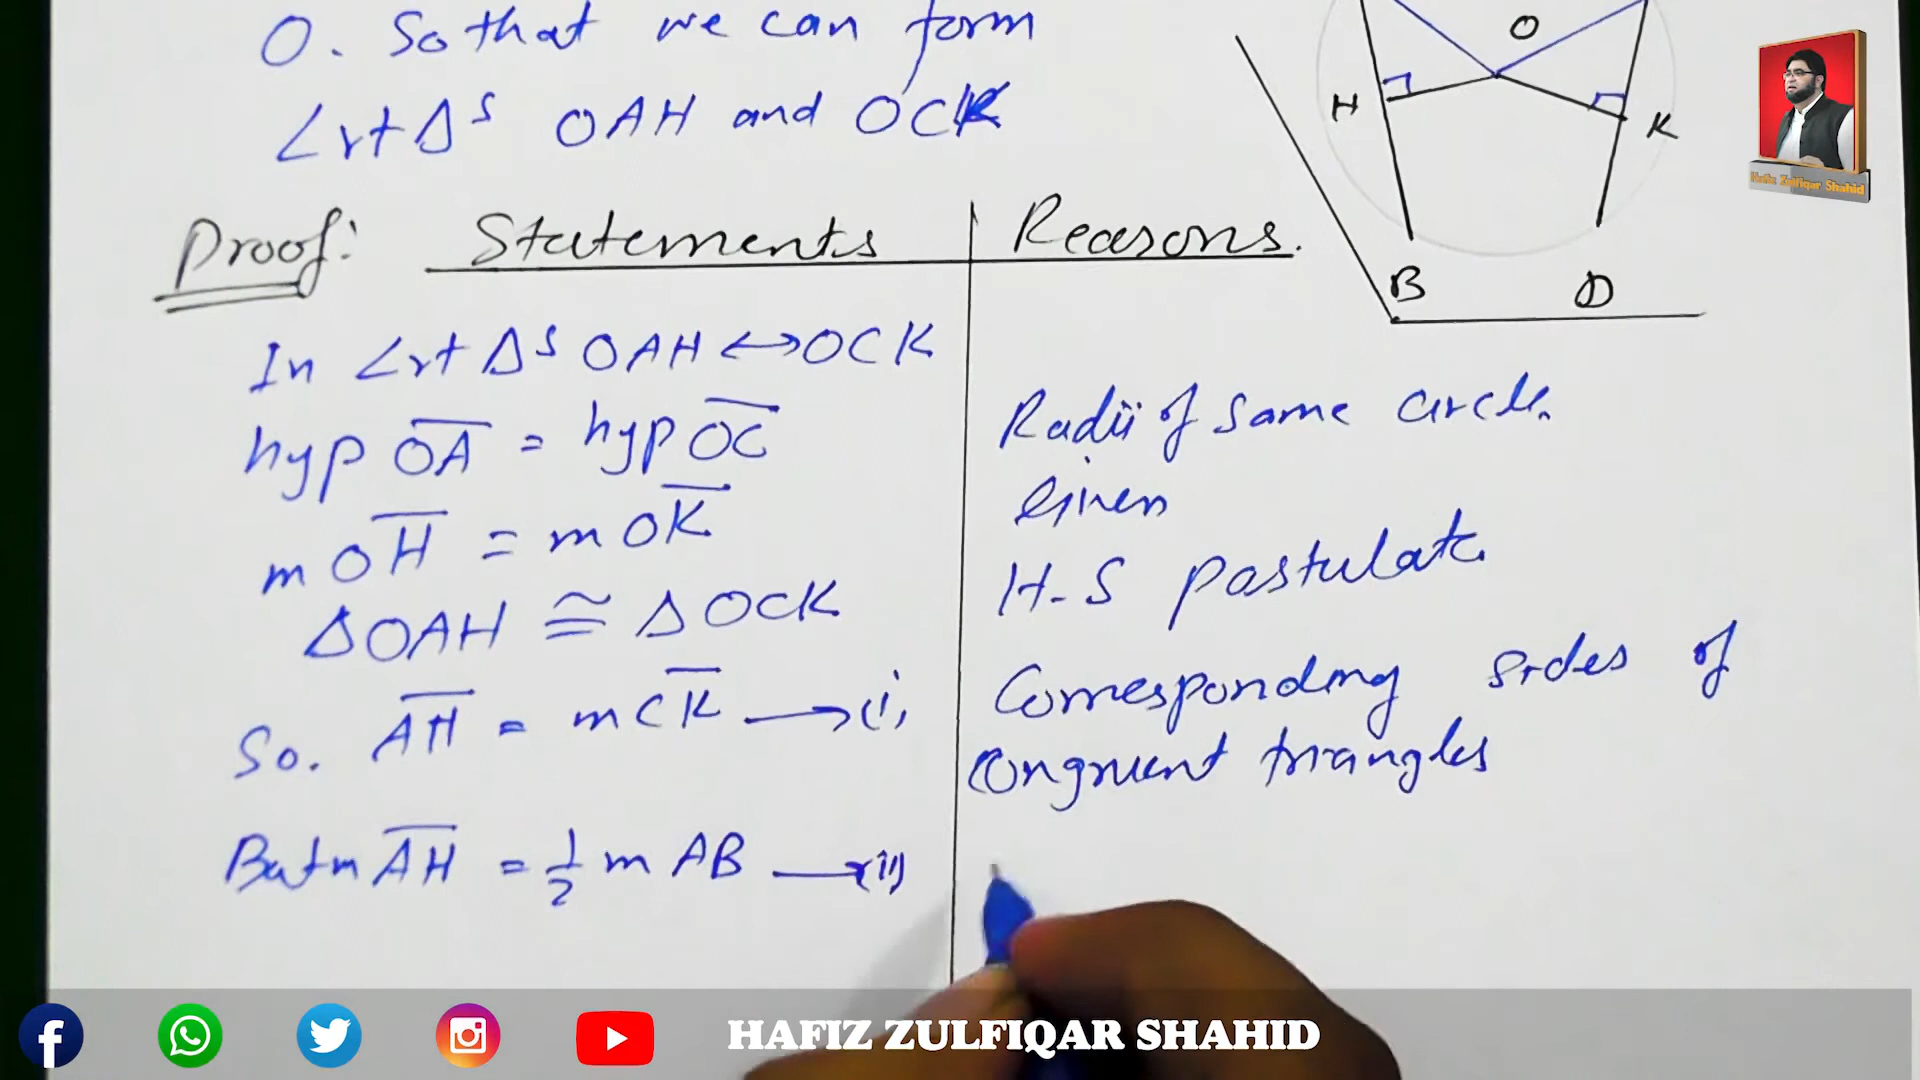 O. So that we can form
∠rt Δˢ OAH and OCK
O
H
K
B
D
Hafiz Zulfiqar Shahid
Proof: Statements Reasons.
In ∠rt Δˢ OAH ↔ OCK
hyp OA = hyp OC Radii of same circle.
mOH = mOK Given
ΔOAH ≅ ΔOCK H-S postulate
So. AH = mCK → (i) Corresponding sides of
congruent triangles
But mAH = 1/2 m AB → (ii)
HAFIZ ZULFIQAR SHAHID